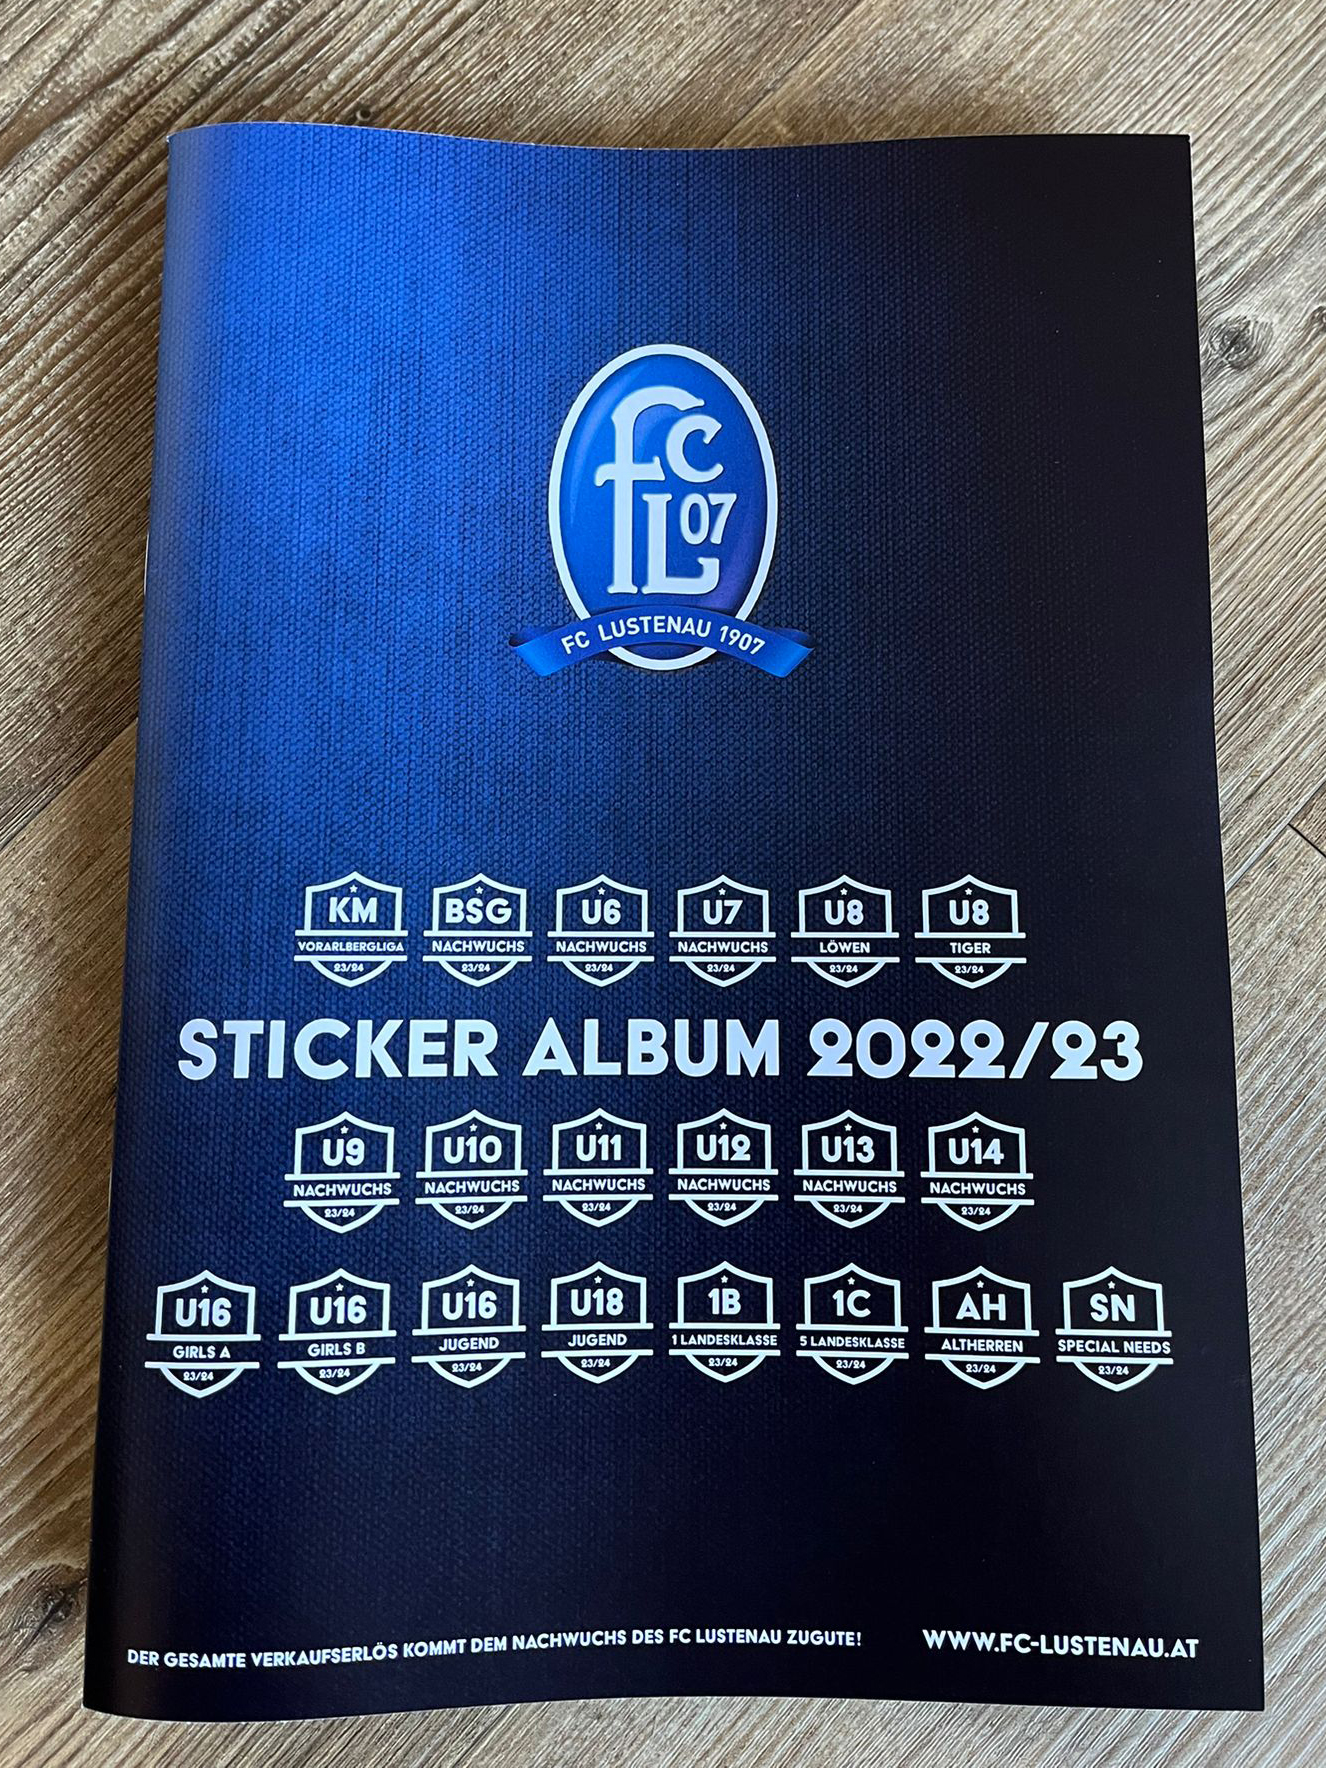 FC
L07
FC LUSTENAU 1907
KM BSG U6 U7 U8 U8
VORARLBERGLIGA NACHWUCHS NACHWUCHS NACHWUCHS LÖWEN TIGER
23/24 23/24 23/24 23/24 23/24 23/24
STICKER ALBUM 2022/23
U9 U10 U11 U12 U13 U14
NACHWUCHS NACHWUCHS NACHWUCHS NACHWUCHS NACHWUCHS NACHWUCHS
23/24 23/24 23/24 23/24 23/24 23/24
U16 U16 U16 U18 1B 1C AH SN
GIRLS A GIRLS B JUGEND JUGEND 1 LANDESKLASSE 5 LANDESKLASSE ALTHERREN SPECIAL NEEDS
23/24 23/24 23/24 23/24 23/24 23/24 23/24 23/24
DER GESAMTE VERKAUFSERLÖS KOMMT DEM NACHWUCHS DES FC LUSTENAU ZUGUTE! WWW.FC-LUSTENAU.AT